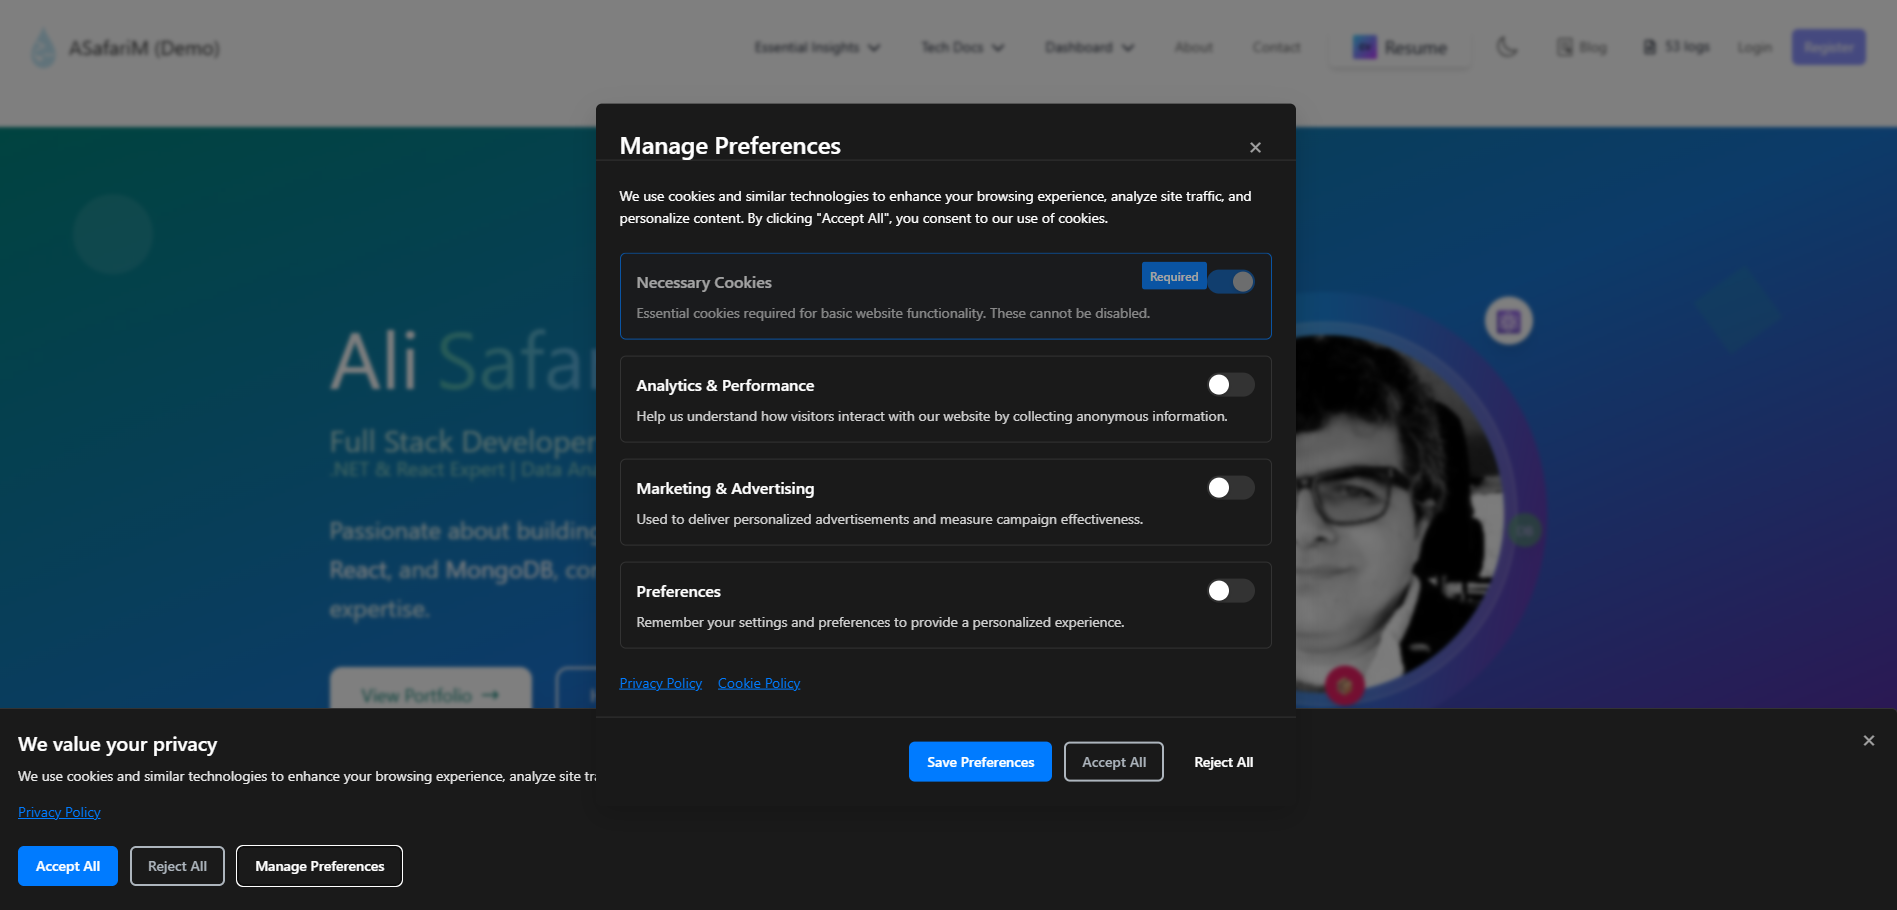 ASafariM (Demo)
Essential Insights
Tech Docs
Dashboard
About
Contact
Resume
Blog
53 logs
Login
Register
Manage Preferences
We use cookies and similar technologies to enhance your browsing experience, analyze site traffic, and
personalize content. By clicking "Accept All", you consent to our use of cookies.
Necessary Cookies
Required
Essential cookies required for basic website functionality. These cannot be disabled.
Analytics & Performance
Help us understand how visitors interact with our website by collecting anonymous information.
Marketing & Advertising
Used to deliver personalized advertisements and measure campaign effectiveness.
Preferences
Remember your settings and preferences to provide a personalized experience.
Privacy Policy Cookie Policy
Save Preferences
Accept All
Reject All
Ali Safari
Full Stack Developer
.NET & React Expert | Data
Passionate about building
React, and MongoDB,
expertise.
View Portfolio →
We value your privacy
We use cookies and similar technologies to enhance your browsing experience, analyze site
Privacy Policy
Accept All
Reject All
Manage Preferences